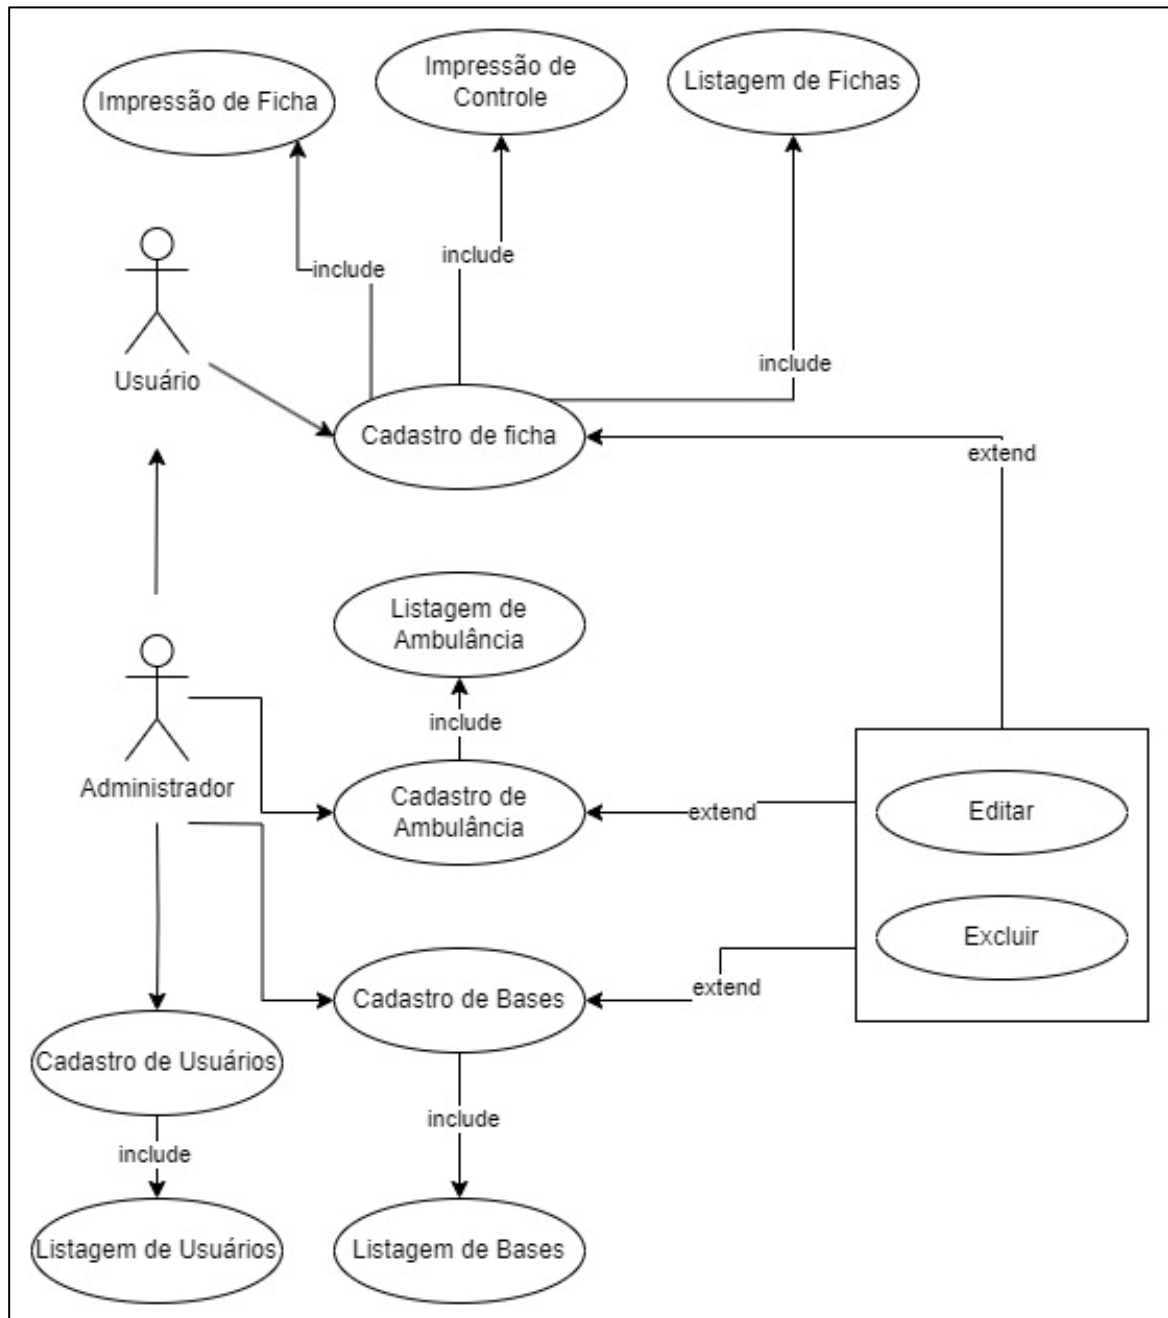 Impressão de Ficha
Impressão de
Controle
Listagem de Fichas
include
include
include
Usuário
Cadastro de ficha
extend
Listagem de
Ambulância
include
Administrador
Cadastro de
Ambulância
extend
Editar
Excluir
extend
Cadastro de Bases
Cadastro de Usuários
include
include
Listagem de Usuários
Listagem de Bases